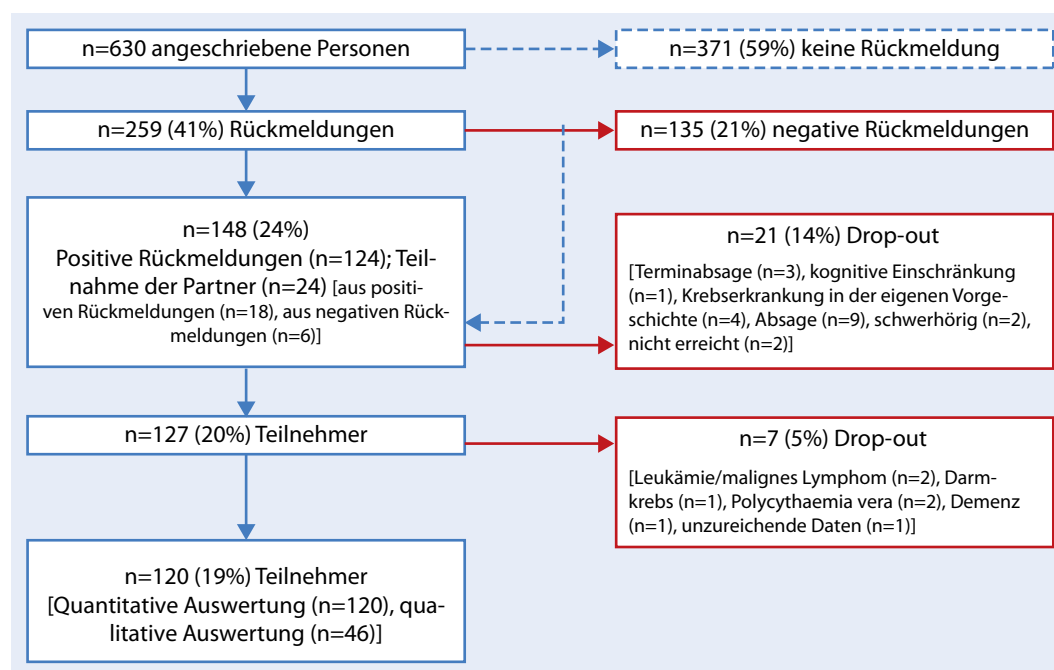 n=630 angeschriebene Personen
n=371 (59%) keine Rückmeldung
n=259 (41%) Rückmeldungen
n=135 (21%) negative Rückmeldungen
n=148 (24%)
Positive Rückmeldungen (n=124); Teil-
nahme der Partner (n=24) [aus positi-
ven Rückmeldungen (n=18), aus negativen Rück-
meldungen (n=6)]
n=21 (14%) Drop-out
[Terminabsage (n=3), kognitive Einschränkung
(n=1), Krebserkrankung in der eigenen Vorge-
schichte (n=4), Absage (n=9), schwerhörig (n=2),
nicht erreicht (n=2)]
n=127 (20%) Teilnehmer
n=7 (5%) Drop-out
[Leukämie/malignes Lymphom (n=2), Darm-
krebs (n=1), Polycythaemia vera (n=2), Demenz
(n=1), unzureichende Daten (n=1)]
n=120 (19%) Teilnehmer
[Quantitative Auswertung (n=120), qua-
litative Auswertung (n=46)]